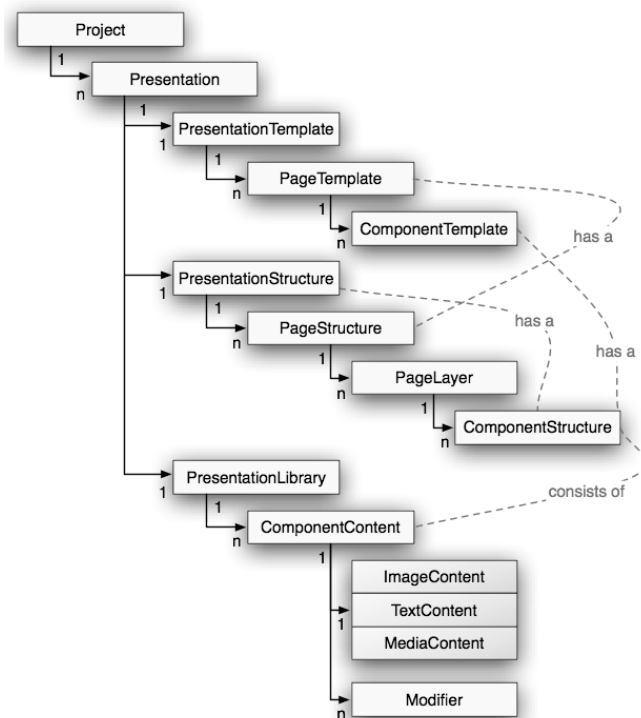 Project
1
n
Presentation
1
1
PresentationTemplate
1
n
PageTemplate
1
n
ComponentTemplate
has a
1
PresentationStructure
1
n
PageStructure
has a
1
n
PageLayer
has a
1
n
ComponentStructure
1
PresentationLibrary
1
n
ComponentContent
consists of
1
ImageContent
1
TextContent
MediaContent
n
Modifier